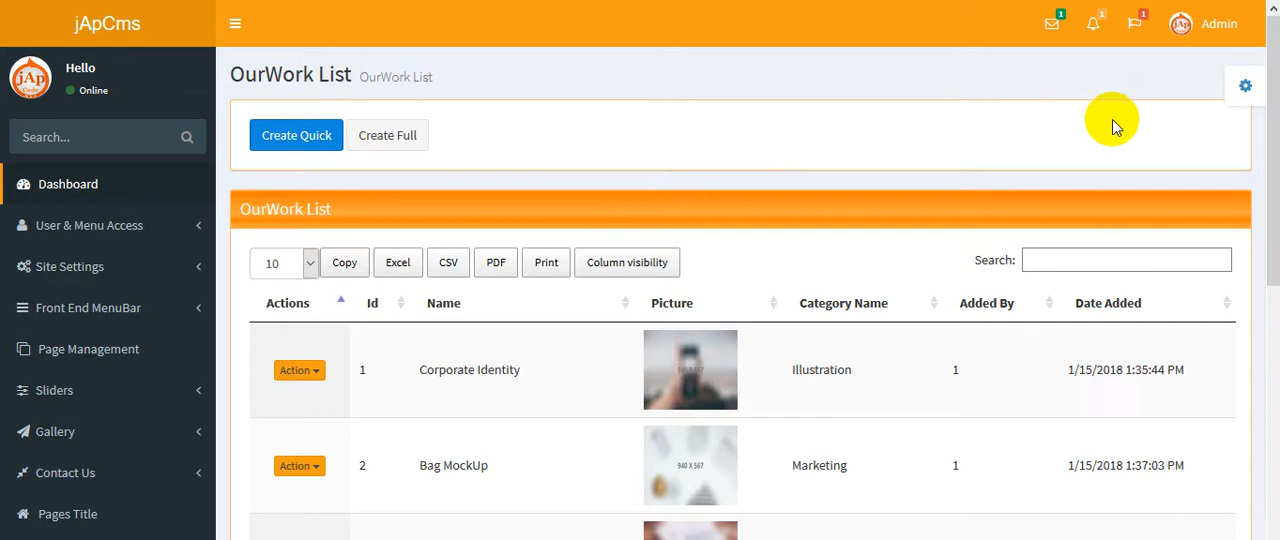 jApCms
1
1
1
Admin
jAp
Code
Hello
Online
Search...
Dashboard
User & Menu Access
Site Settings
Front End MenuBar
Page Management
Sliders
Gallery
Contact Us
Pages Title
OurWork List OurWork List
Create Quick Create Full
OurWork List
10 Copy Excel CSV PDF Print Column visibility Search:
Actions Id Name Picture Category Name Added By Date Added
Action 1 Corporate Identity Illustration 1 1/15/2018 1:35:44 PM
Action 2 Bag MockUp 940 X 567 Marketing 1 1/15/2018 1:37:03 PM